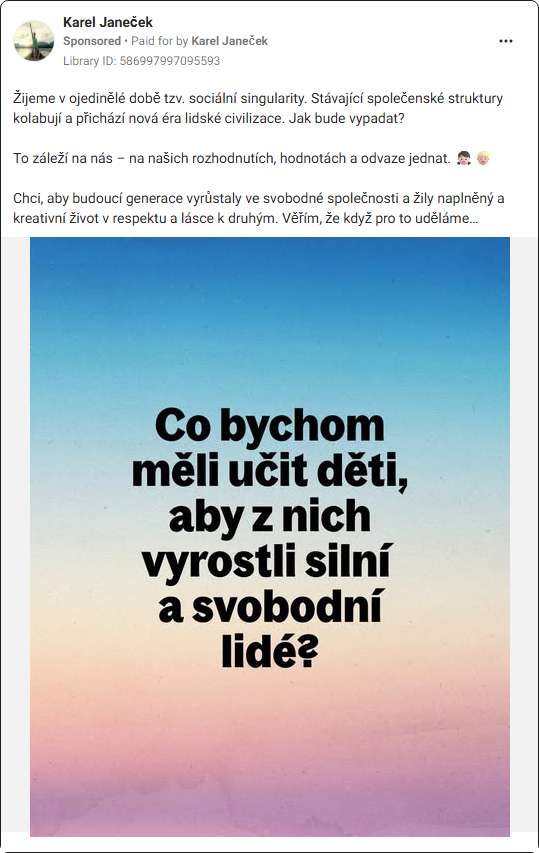 Karel Janeček
Sponsored • Paid for by Karel Janeček
Library ID: 586997997095593
Žijeme v ojedinělé době tzv. sociální singularity. Stávající společenské struktury
kolabují a přichází nová éra lidské civilizace. Jak bude vypadat?
To záleží na nás – na našich rozhodnutích, hodnotách a odvaze jednat. 👧🏻👱🏼
Chci, aby budoucí generace vyrůstaly ve svobodné společnosti a žily naplněný a
kreativní život v respektu a lásce k druhým. Věřím, že když pro to uděláme…
Co bychom
měli učit děti,
aby z nich
vyrostli silní
a svobodní
lidé?